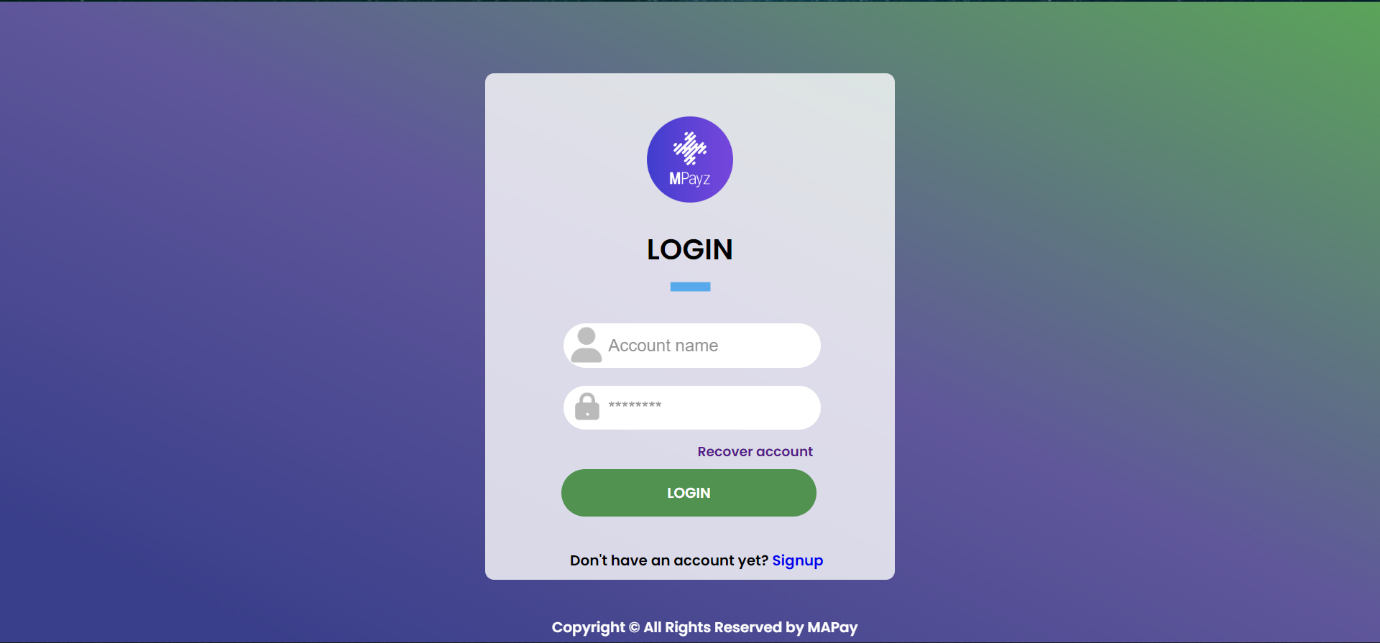 MPayz
LOGIN
Account name
********
Recover account
LOGIN
Don't have an account yet? Signup
Copyright © All Rights Reserved by MAPay